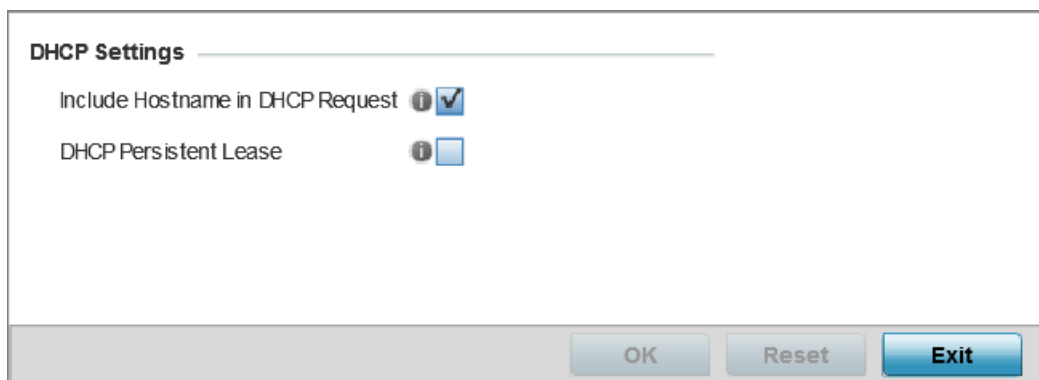 DHCP Settings
Include Hostname in DHCP Request
DHCP Persistent Lease
OK Reset Exit